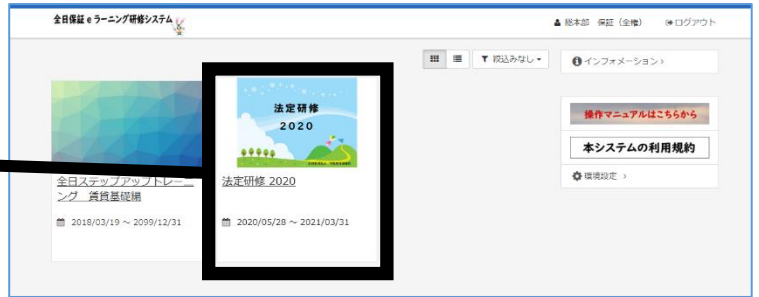 全日保証 e ラーニング研修システム
総本部 保証（全権） ログアウト
絞込みなし
インフォメーション ›
法定研修
2020
操作マニュアルはこちらから
本システムの利用規約
環境設定 ›
全日ステップアップトレーニ
ング 賃貸基礎編
2018/03/19 ～ 2099/12/31
法定研修 2020
2020/05/28 ～ 2021/03/31